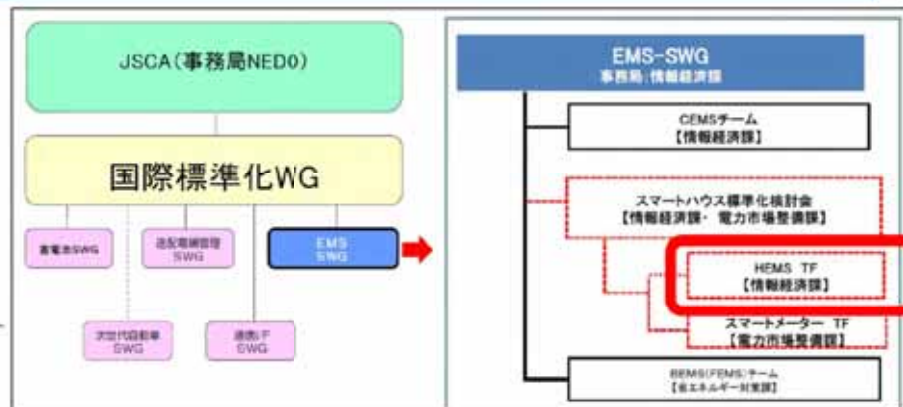 JSCA(事務局NEDO)
国際標準化WG
蓄電池SWG
送配電網管理
SWG
EMS
SWG
次世代自動車
SWG
通信I/F
SWG
EMS-SWG
事務局:情報経済課
CEMSチーム
【情報経済課】
スマートハウス標準化検討会
【情報経済課・電力市場整備課】
HEMS TF
【情報経済課】
スマートメーター TF
【電力市場整備課】
BEMS(FEMS)チーム
【省エネルギー対策課】